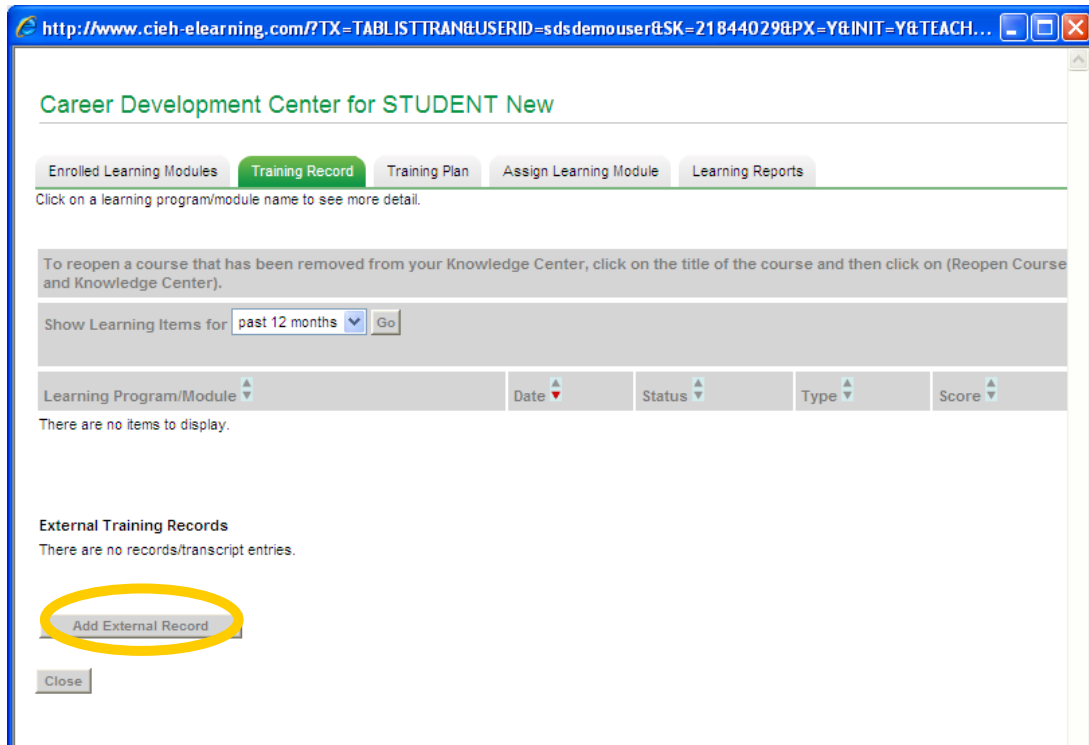 http://www.cieh-elearning.com/?TX=TABLISTTRAN&USERID=sdsdemouser&SK=21844029&PX=Y&INIT=Y&TEACH...
Career Development Center for STUDENT New
Enrolled Learning Modules Training Record Training Plan Assign Learning Module Learning Reports
Click on a learning program/module name to see more detail.
To reopen a course that has been removed from your Knowledge Center, click on the title of the course and then click on (Reopen Course
and Knowledge Center).
Show Learning Items for past 12 months Go
Learning Program/Module Date Status Type Score
There are no items to display.
External Training Records
There are no records/transcript entries.
Add External Record
Close